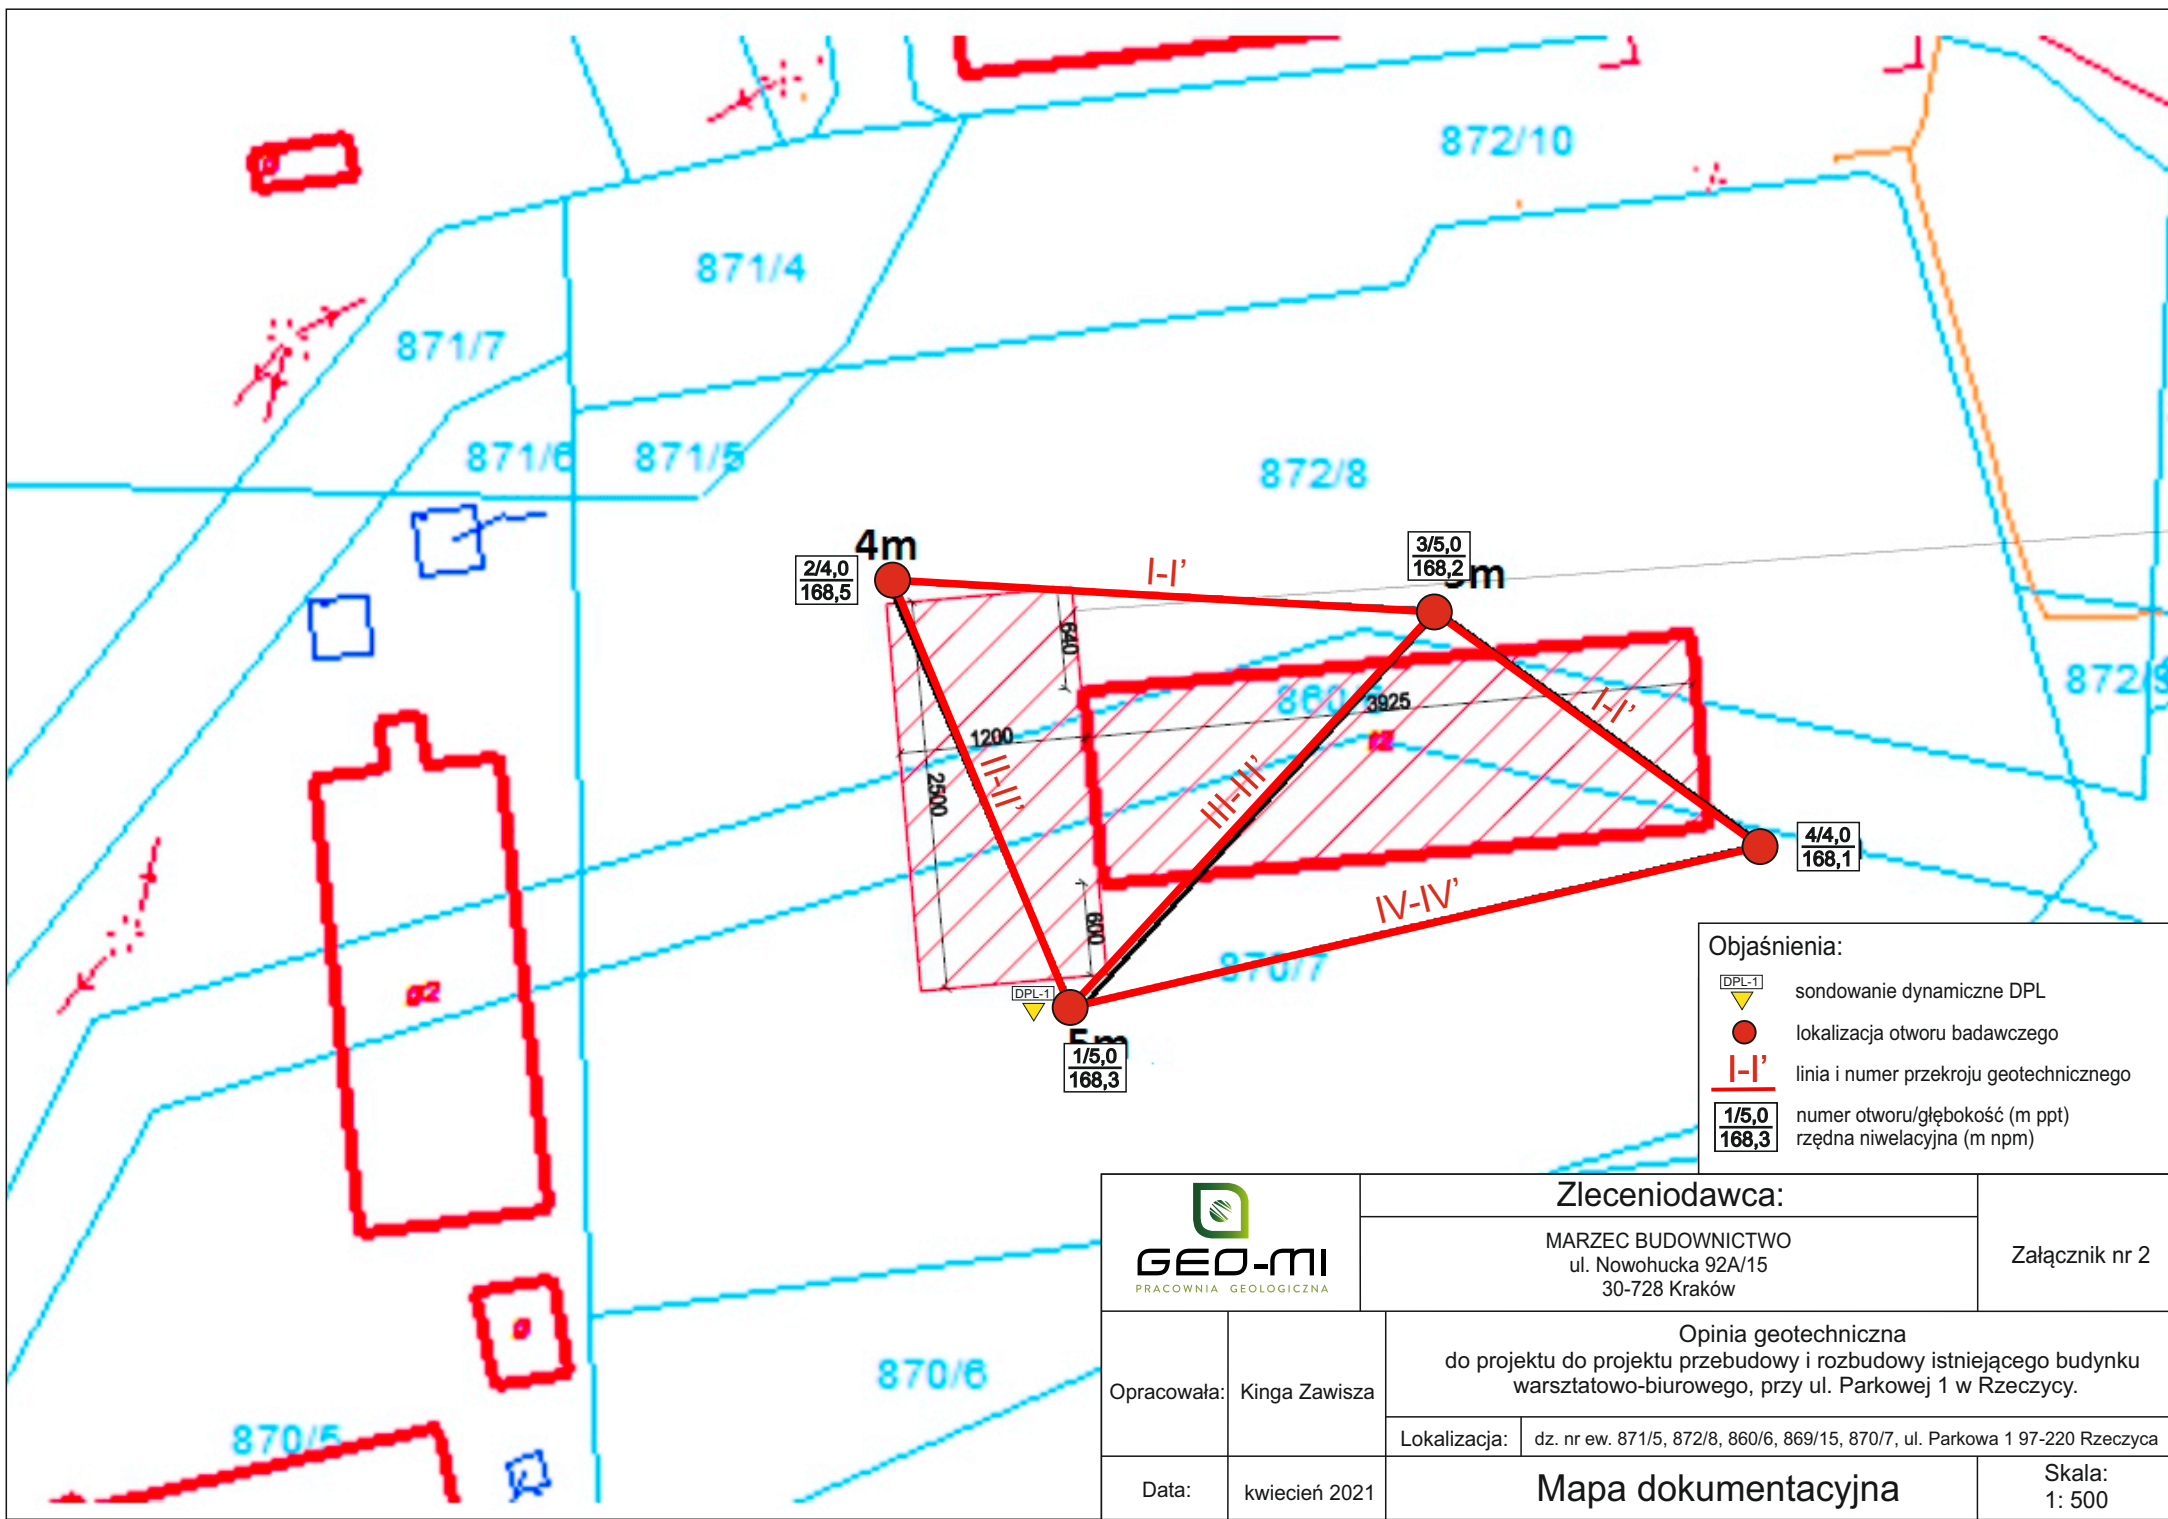 872/10
871/4
871/7
871/6
871/5
872/8
4m
2/4,0
168,5
I-I'
3/5,0
168,2
m
640
872/9
3925
I-I'
1200
II-II'
2500
III-III'
4/4,0
168,1
IV-IV'
600
870/7
g2
DPL-1
5m
1/5,0
168,3
Objaśnienia:
DPL-1
sondowanie dynamiczne DPL
lokalizacja otworu badawczego
I-I'
linia i numer przekroju geotechnicznego
1/5,0
168,3
numer otworu/głębokość (m ppt)
rzędna niwelacyjna (m npm)
g
870/6
870/5
GEO-MI
PRACOWNIA GEOLOGICZNA
Zleceniodawca:
MARZEC BUDOWNICTWO
ul. Nowohucka 92A/15
30-728 Kraków
Załącznik nr 2
Opracowała:
Kinga Zawisza
Opinia geotechniczna
do projektu do projektu przebudowy i rozbudowy istniejącego budynku
warsztatowo-biurowego, przy ul. Parkowej 1 w Rzeczycy.
Lokalizacja:
dz. nr ew. 871/5, 872/8, 860/6, 869/15, 870/7, ul. Parkowa 1 97-220 Rzeczyca
Data:
kwiecień 2021
Mapa dokumentacyjna
Skala:
1: 500